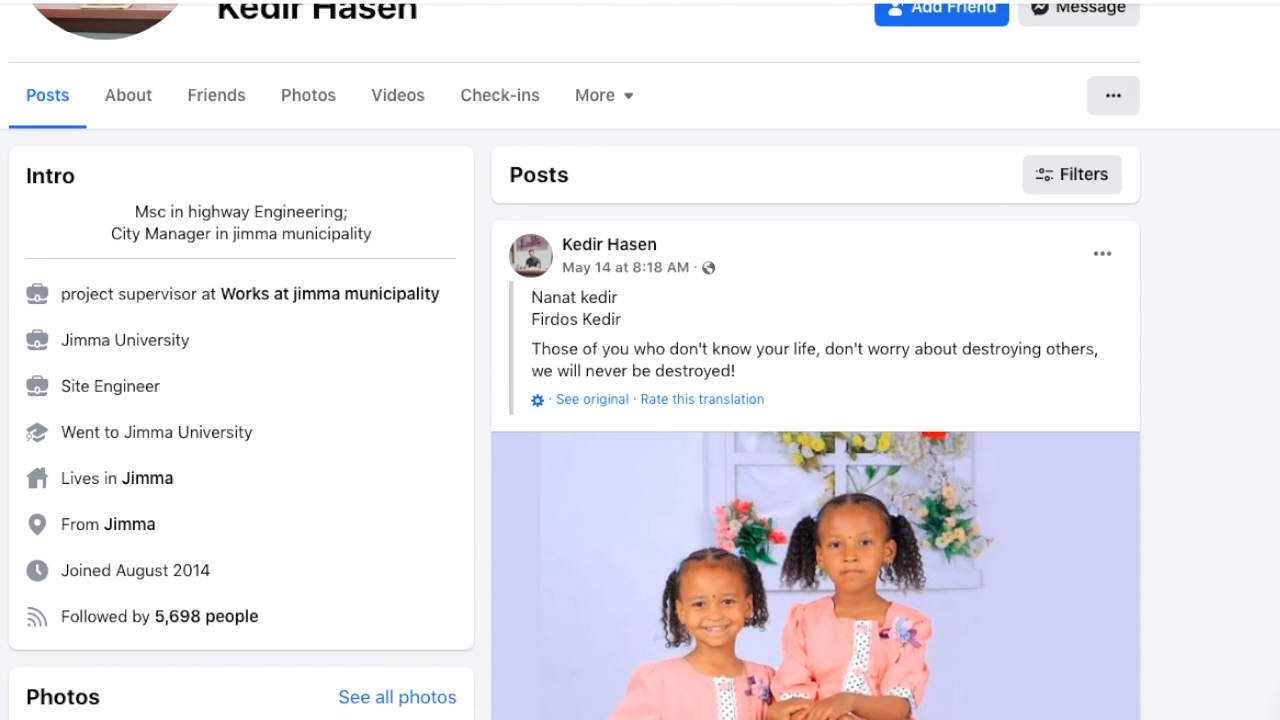 Kedir Hasen
Add Friend
Message
Posts
About
Friends
Photos
Videos
Check-ins
More
Intro
Msc in highway Engineering;
City Manager in jimma municipality
project supervisor at Works at jimma municipality
Jimma University
Site Engineer
Went to Jimma University
Lives in Jimma
From Jimma
Joined August 2014
Followed by 5,698 people
Photos
See all photos
Posts
Filters
Kedir Hasen
May 14 at 8:18 AM ·
Nanat kedir
Firdos Kedir
Those of you who don't know your life, don't worry about destroying others,
we will never be destroyed!
· See original · Rate this translation